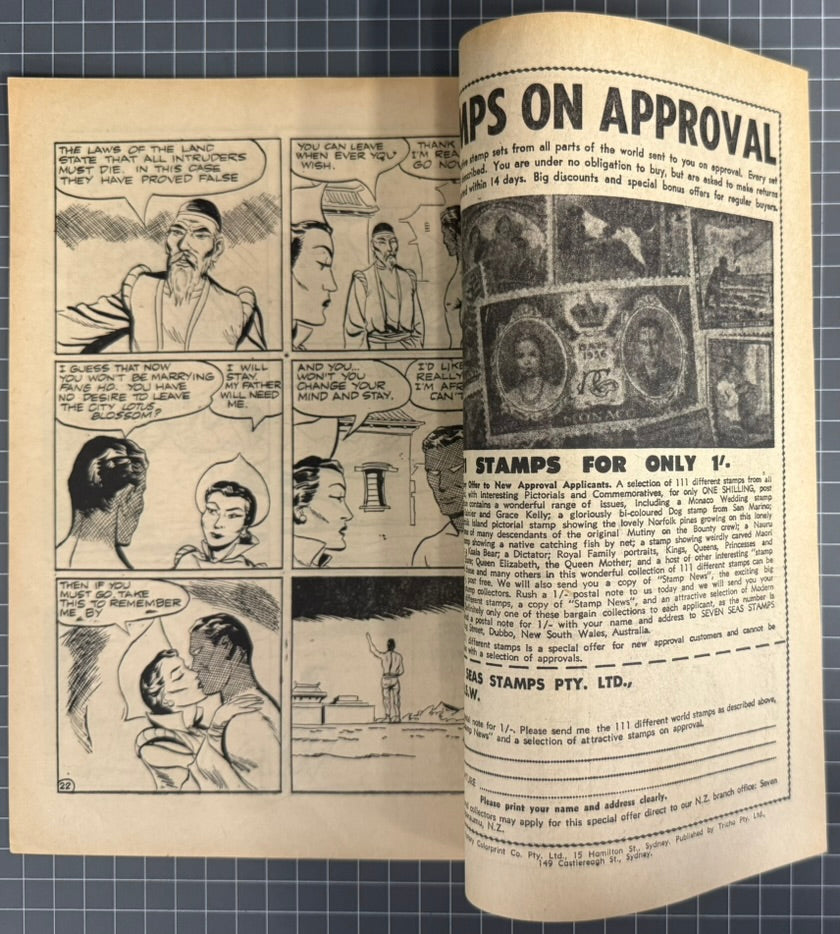 THE LAWS OF THE LAND
STATE THAT ALL INTRUDERS
MUST DIE. IN THIS CASE
THEY HAVE PROVED FALSE
YOU CAN LEAVE
WHEN EVER YOU
WISH.
THANK
I'M REA
GO NO
I GUESS THAT NOW
YOU WON'T BE MARRYING
FANG HO. YOU HAVE
NO DESIRE TO LEAVE
THE CITY LOTUS
BLOSSOM?
I WILL
STAY.
MY FATHER
WILL NEED
ME.
AND YOU...
WON'T YOU
CHANGE YOUR
MIND AND STAY.
I'D LIKE
REALLY
I'M AFR
CAN'T
THEN IF YOU
MUST GO, TAKE
THIS TO REMEMBER
ME BY
22
MPS ON APPROVAL
stamp sets from all parts of the world sent to you on approval. Every set
scribed. You are under no obligation to buy, but are asked to make returns
within 14 days. Big discounts and special bonus offers for regular buyers.
MONACO
STAMPS FOR ONLY 1/-.
Offer to New Approval Applicants. A selection of 111 different stamps from all
with Interesting Pictorials and Commemoratives, for only ONE SHILLING, post
contains a wonderful range of issues, including a Monaco Wedding stamp
and Grace Kelly; a gloriously bi-coloured Dog stamp from San Marino;
Island pictorial stamp showing the lovely Norfolk pines growing on this lonely
of many descendants of the original Mutiny on the Bounty crew; a Nauru
showing a native catching fish by net; a stamp showing weirdly carved Maori
Koala Bear; a Dictator; Royal Family portraits, Kings, Queens, Princesses and
Queen Elizabeth, the Queen Mother; and a host of other interesting "stamp
and many others in this wonderful collection of 111 different stamps can be
post free. We will also send you a copy of "Stamp News", the exciting big
collectors. Rush a 1/- postal note to us today and we will send you your
stamps, a copy of "Stamp News", and an attractive selection of Modern
only one of these bargain collections to each applicant, as the number is
a postal note for 1/- with your name and address to SEVEN SEAS STAMPS
Street, Dubbo, New South Wales, Australia.
different stamps is a special offer for new approval customers and cannot be
with a selection of approvals.
SEAS STAMPS PTY. LTD.,
.W.
note for 1/-. Please send me the 111 different world stamps as described above,
News" and a selection of attractive stamps on approval.
Please print your name and address clearly.
collectors may apply for this special offer direct to our N.Z. branch office: Seven
N.Z.
Colorprint Co. Pty. Ltd., 15 Hamilton St., Sydney. Published by Tricho Pty. Ltd.,
149 Castlereagh St., Sydney.